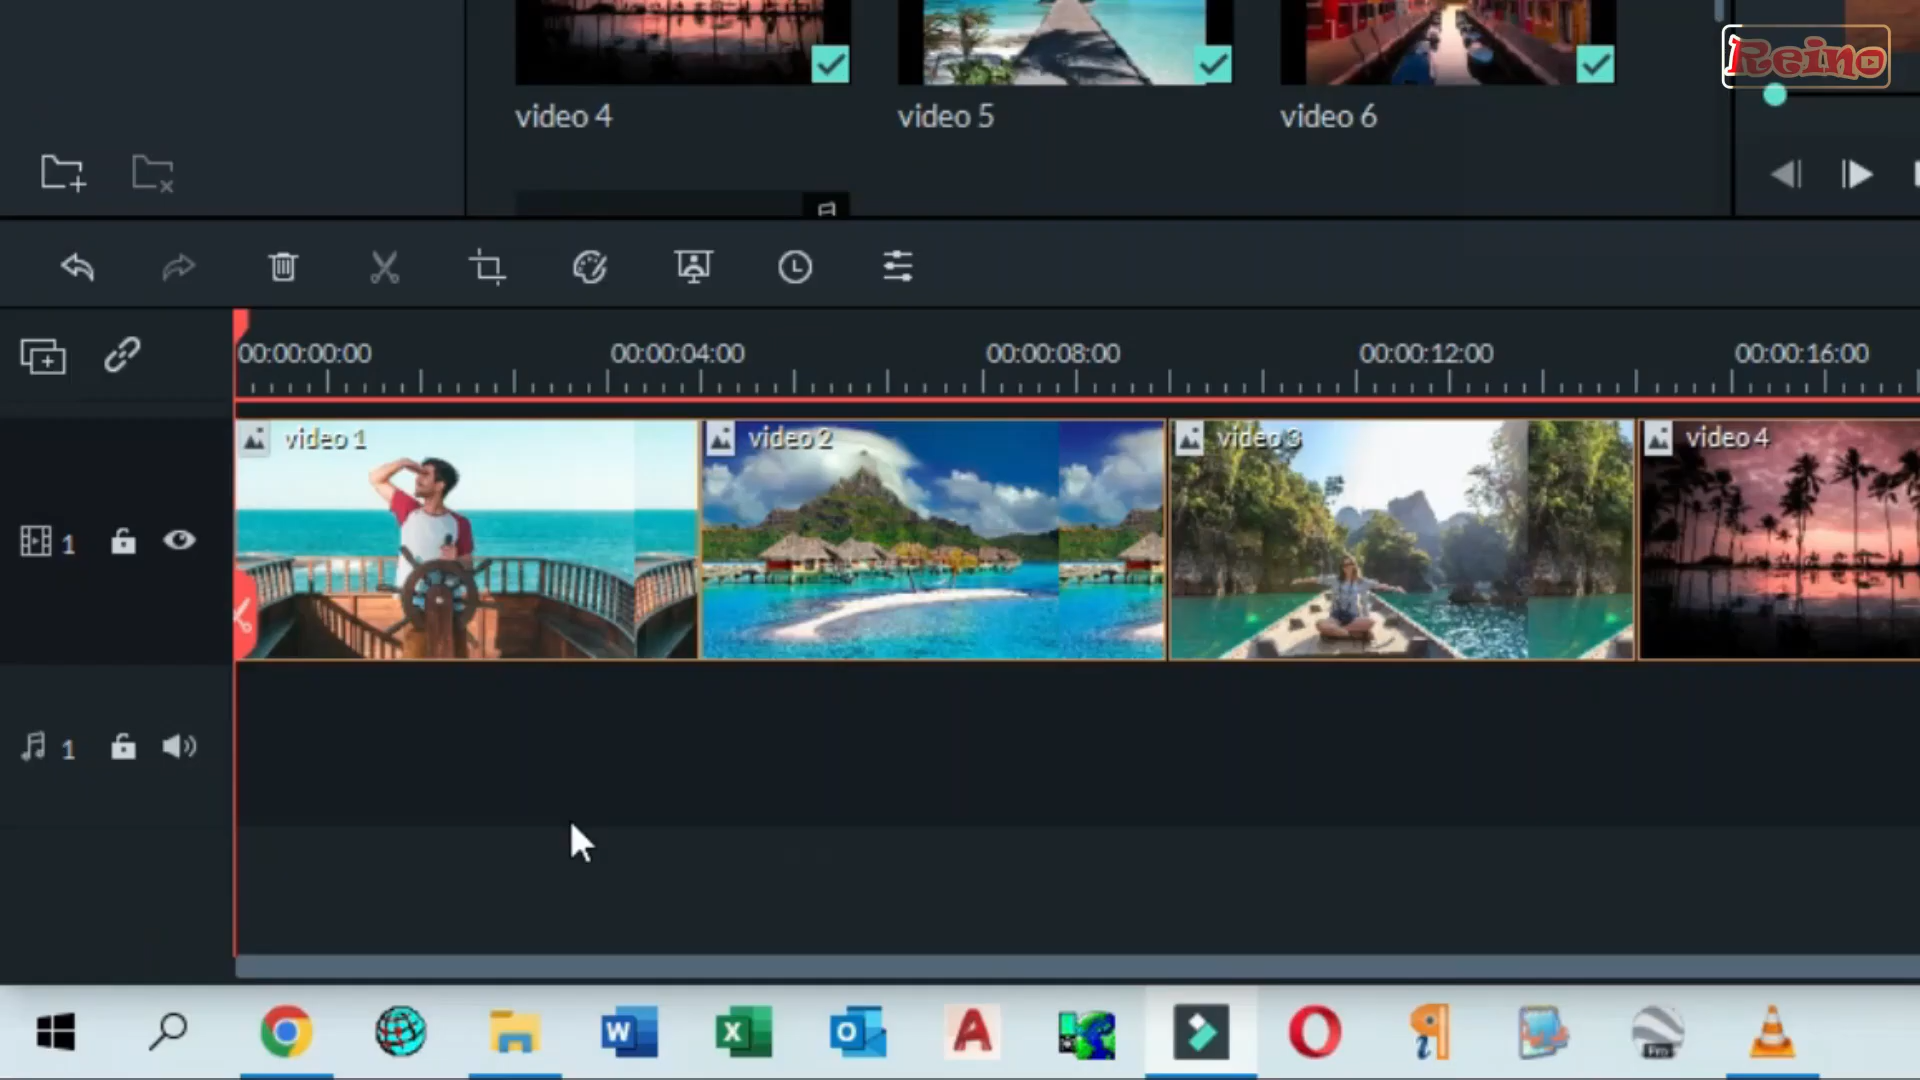 Reino
video 4
video 5
video 6
00:00:00:00
00:00:04:00
00:00:08:00
00:00:12:00
00:00:16:00
video 1
video 2
video 3
video 4
1
1
W
X
O
A
Pro